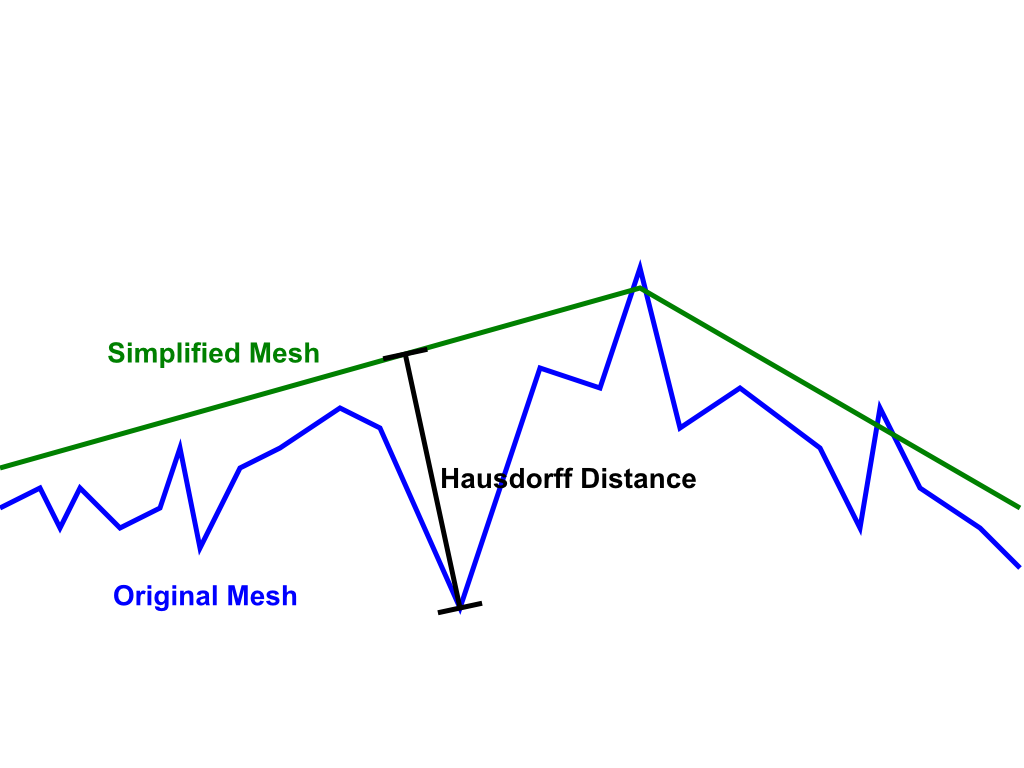 Simplified Mesh
Hausdorff Distance
Original Mesh